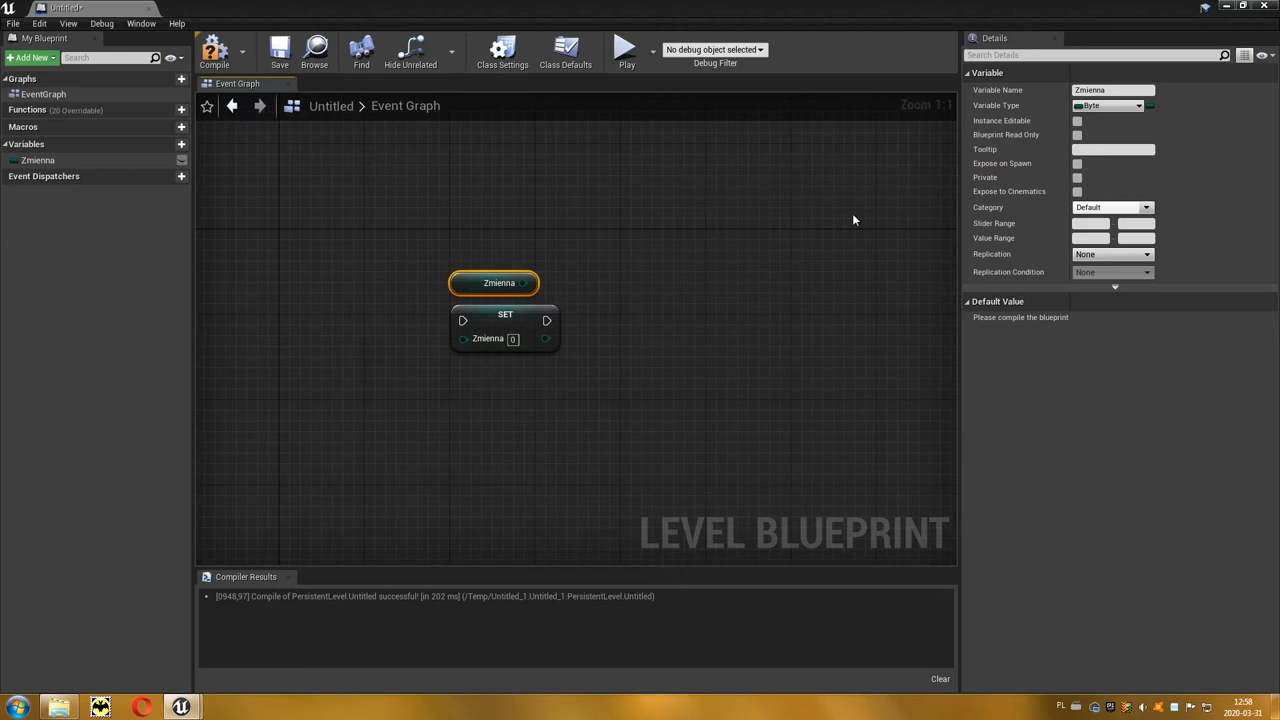 Untitled*
File Edit View Debug Window Help
My Blueprint
Add New Search
Graphs
EventGraph
Functions (20 Overridable)
Macros
Variables
Zmienna
Event Dispatchers
Compile Save Browse Find Hide Unrelated Class Settings Class Defaults Play
No debug object selected
Debug Filter
Event Graph
Untitled > Event Graph
Zoom 1:1
Zmienna
SET
Zmienna 0
LEVEL BLUEPRINT
Compiler Results
[0948,97] Compile of PersistentLevel.Untitled successful! [in 202 ms] (/Temp/Untitled_1.Untitled_1:PersistentLevel.Untitled)
Clear
Details
Search Details
Variable
Variable Name Zmienna
Variable Type Byte
Instance Editable
Blueprint Read Only
Tooltip
Expose on Spawn
Private
Expose to Cinematics
Category Default
Slider Range
Value Range
Replication None
Replication Condition None
Default Value
Please compile the blueprint
PL
12:58
2020-03-31